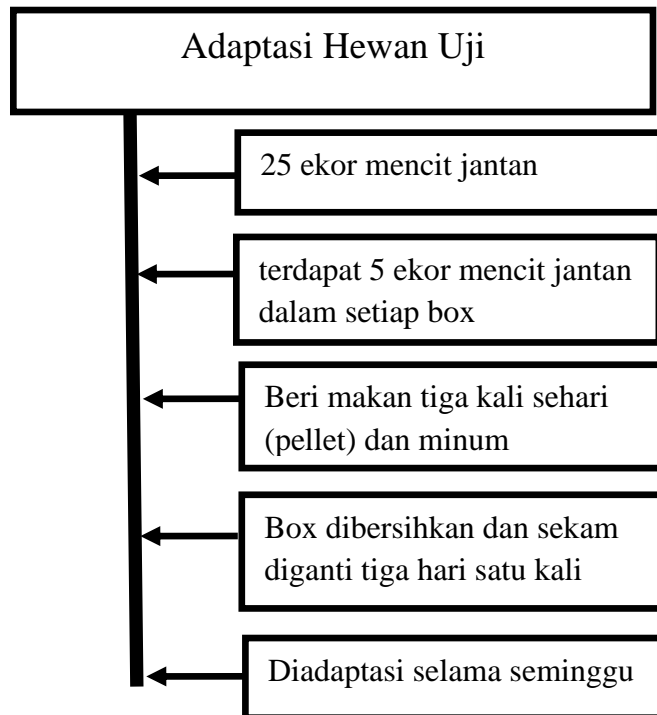 Adaptasi Hewan Uji
25 ekor mencit jantan
terdapat 5 ekor mencit jantan
dalam setiap box
Beri makan tiga kali sehari
(pellet) dan minum
Box dibersihkan dan sekam
diganti tiga hari satu kali
Diadaptasi selama seminggu